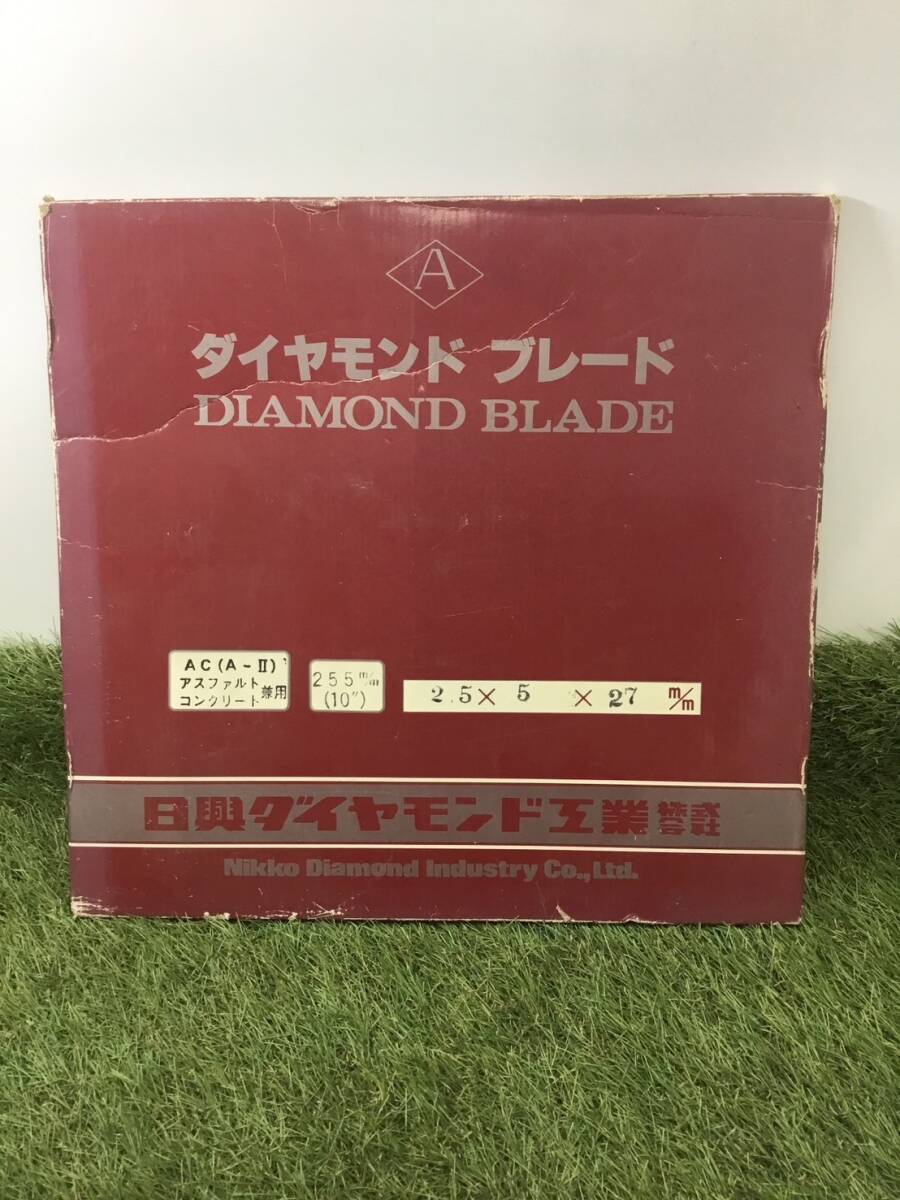 A
ダイヤモンド ブレード
DIAMOND BLADE
AC(A-Ⅱ)
アスファルト
コンクリート兼用
255m/m
(10")
2.5×5×27 m/m
日興ダイヤモンド工業株式会社
Nikko Diamond Industry Co.,Ltd.